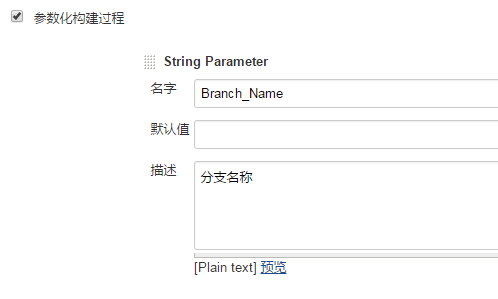 参数化构建过程
String Parameter
名字
Branch_Name
默认值
描述
分支名称
[Plain text] 预览